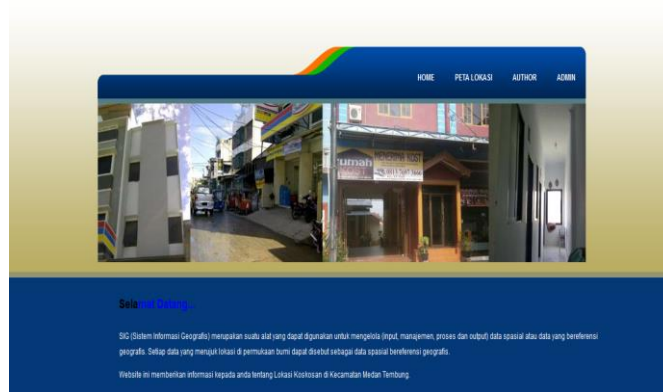 HOME PETA LOKASI AUTHOR ADMIN
rumah
Selamat Datang...
SIG (Sistem Informasi Geografis) merupakan suatu alat yang dapat digunakan untuk mengelola (input, manajemen, proses dan output) data spasial atau data yang bereferensi
geografis. Setiap data yang merujuk lokasi di permukaan bumi dapat disebut sebagai data spasial bereferensi geografis.
Website ini memberikan informasi kepada anda tentang Lokasi Koskosan di Kecamatan Medan Tembung.